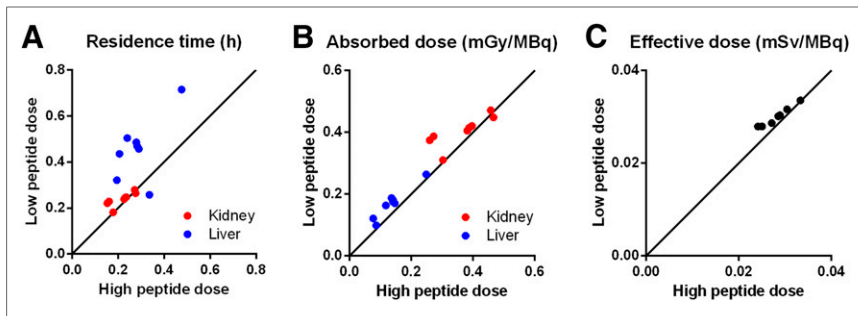 A Residence time (h)
0.8
0.6
0.4
0.2
0.0
0.0 0.2 0.4 0.6 0.8
Low peptide dose
High peptide dose
Kidney
Liver
B Absorbed dose (mGy/MBq)
0.6
0.4
0.2
0.0
0.0 0.2 0.4 0.6
Low peptide dose
High peptide dose
Kidney
Liver
C Effective dose (mSv/MBq)
0.04
0.02
0.00
0.00 0.02 0.04
Low peptide dose
High peptide dose